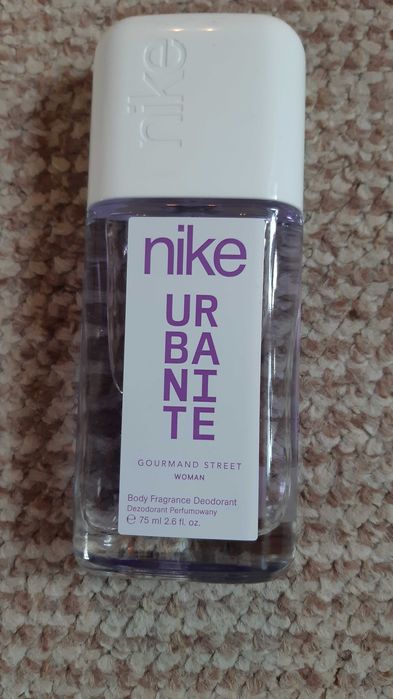 nike
nike
UR
BA
NI
TE
GOURMAND STREET
WOMAN
Body Fragrance Deodorant
Dezodorant Perfumowany
℮ 75 ml 2.6 fl. oz.